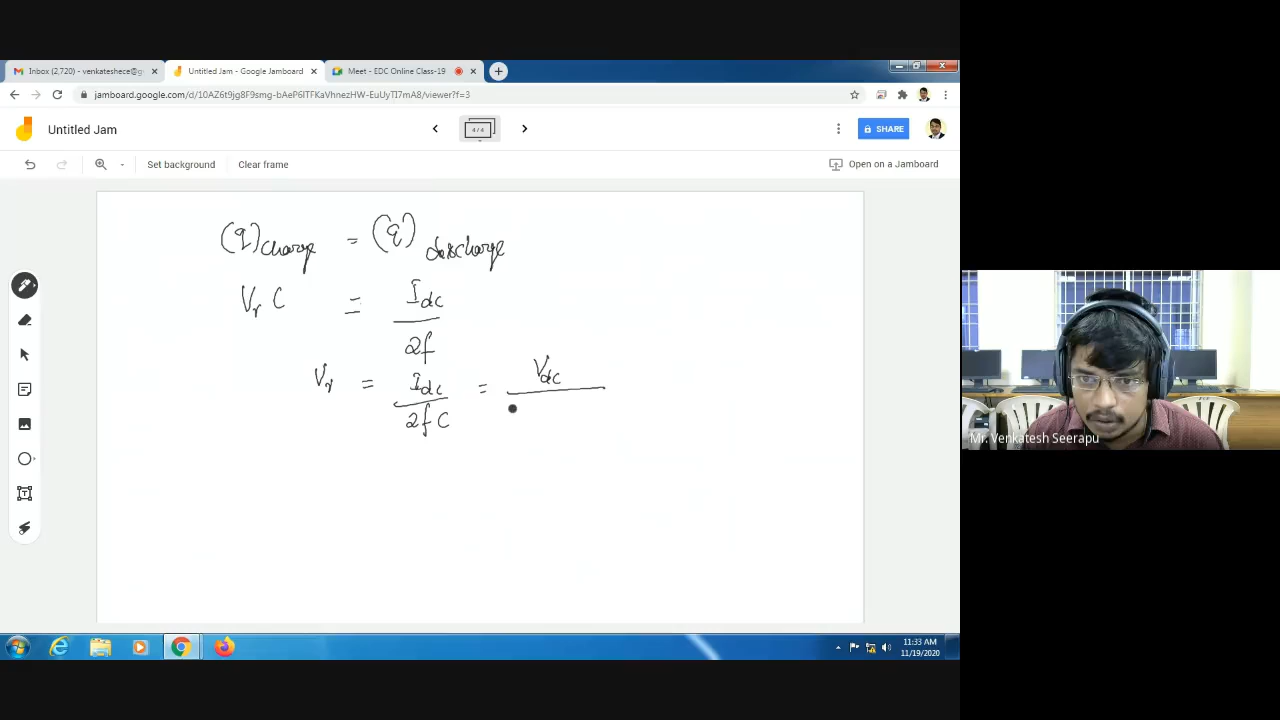 Inbox (2,720) - venkateshece@g
Untitled Jam - Google Jamboard
Meet - EDC Online Class-19
jamboard.google.com/d/10AZ6t9jg8F9smg-bAeP6lTFKaVhnezHW-EuUyTI7mA8/viewer?f=3
Untitled Jam
4 / 4
SHARE
Set background
Clear frame
Open on a Jamboard
(q)charge = (q) discharge
Vr C = Idc / 2f
Vr = Idc / 2fC = Vdc
Mr. Venkatesh Seerapu
11:33 AM
11/19/2020